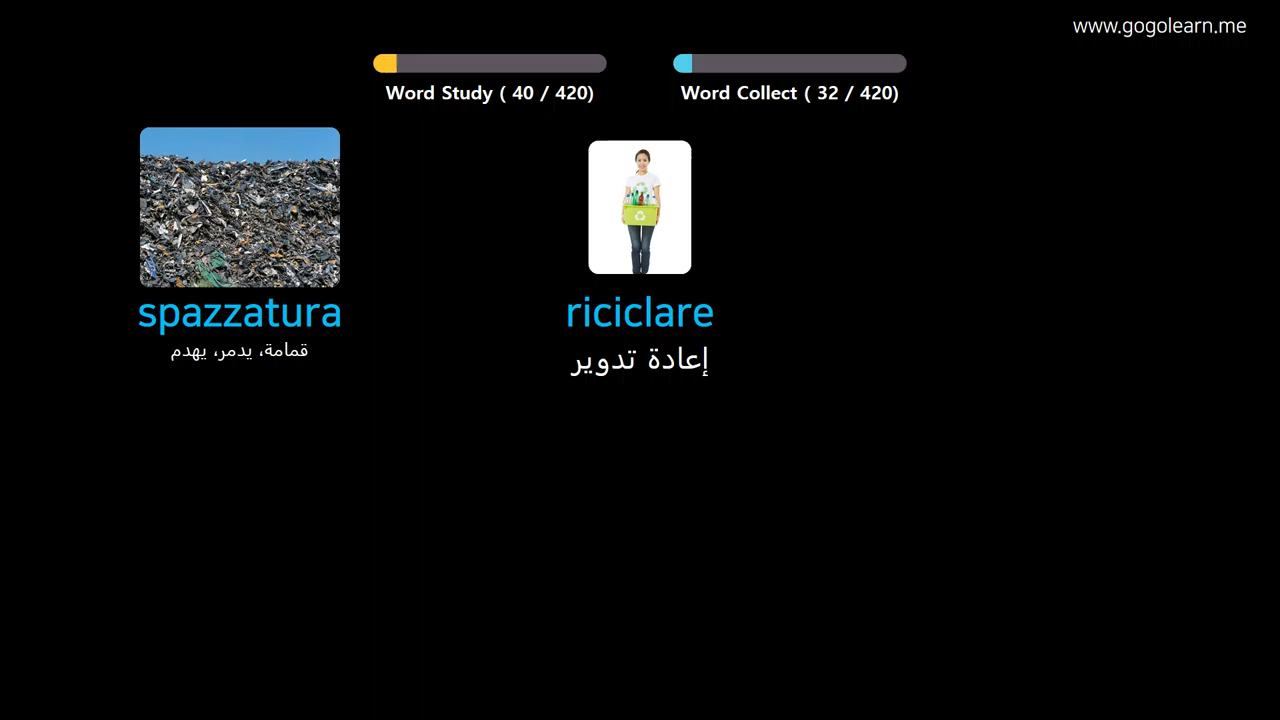 www.gogolearn.me
Word Study ( 40 / 420)
Word Collect ( 32 / 420)
spazzatura
قمامة، يدمر، يهدم
riciclare
إعادة تدوير